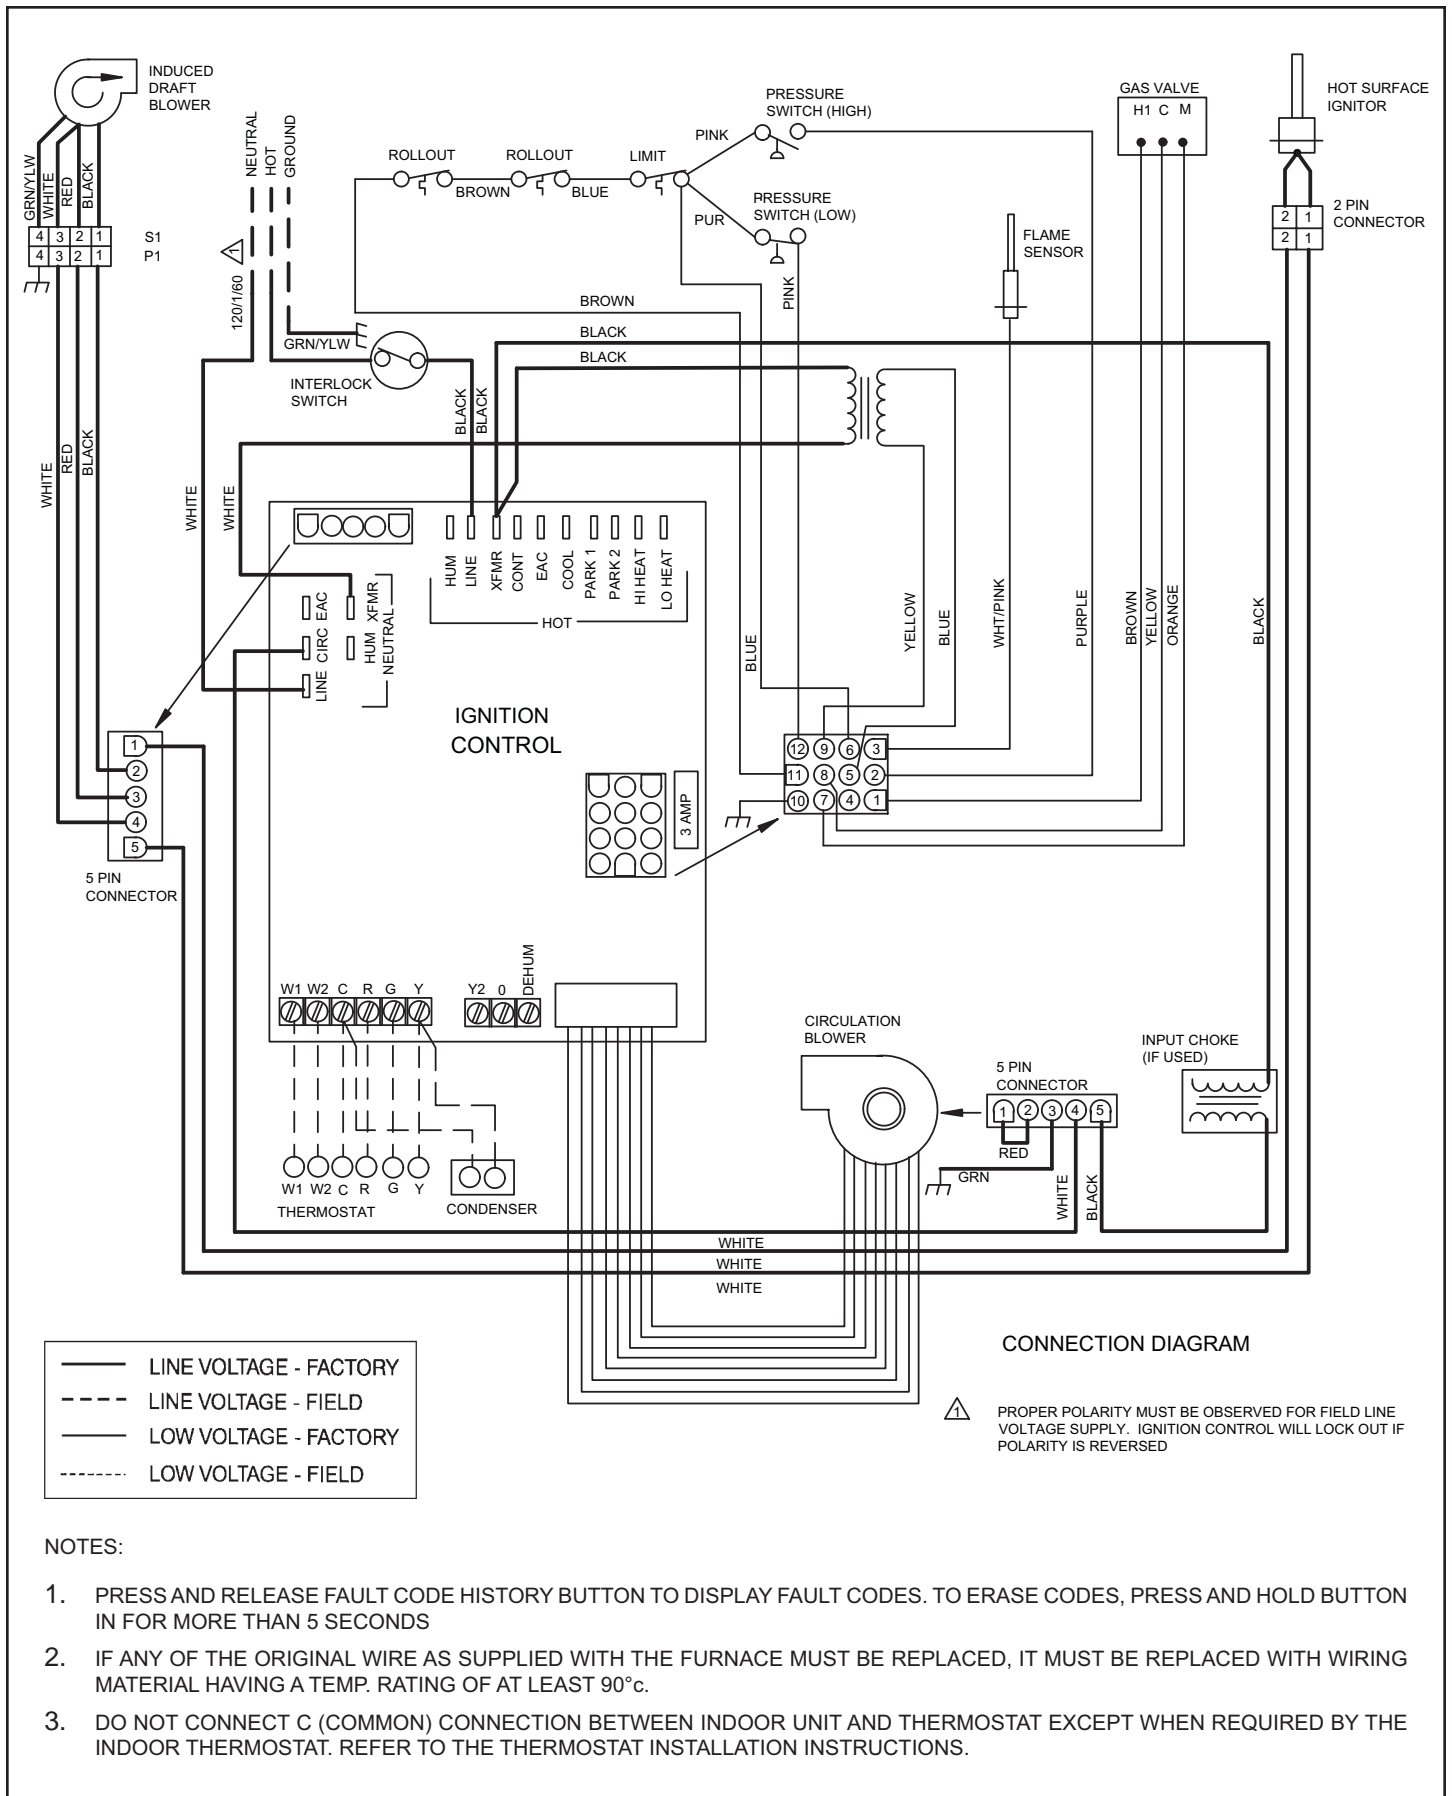 INDUCED
DRAFT
BLOWER
GRN/YLW
WHITE
RED
BLACK
4 3 2 1
4 3 2 1
S1
P1
NEUTRAL
HOT
GROUND
1
120/1/60
GRN/YLW
INTERLOCK
SWITCH
ROLLOUT
BROWN
ROLLOUT
BLUE
LIMIT
PINK
PRESSURE
SWITCH (HIGH)
PUR
PRESSURE
SWITCH (LOW)
PINK
GAS VALVE
H1 C M
HOT SURFACE
IGNITOR
2 1
2 1
2 PIN
CONNECTOR
FLAME
SENSOR
BROWN
BLACK
BLACK
BLACK
BLACK
WHITE
RED
BLACK
WHITE
WHITE
HUM
LINE
XFMR
CONT
EAC
COOL
PARK 1
PARK 2
HI HEAT
LO HEAT
HOT
EAC
XFMR
CIRC
HUM
NEUTRAL
LINE
IGNITION
CONTROL
BLUE
YELLOW
BLUE
WHT/PINK
PURPLE
BROWN
YELLOW
ORANGE
BLACK
12 9 6 3
11 8 5 2
10 7 4 1
3 AMP
1
2
3
4
5
5 PIN
CONNECTOR
W1 W2 C R G Y
Y2 0 DEHUM
W1 W2 C R G Y
THERMOSTAT
CONDENSER
CIRCULATION
BLOWER
5 PIN
CONNECTOR
1 2 3 4 5
RED
GRN
WHITE
BLACK
INPUT CHOKE
(IF USED)
WHITE
WHITE
WHITE
CONNECTION DIAGRAM
1 PROPER POLARITY MUST BE OBSERVED FOR FIELD LINE
VOLTAGE SUPPLY. IGNITION CONTROL WILL LOCK OUT IF
POLARITY IS REVERSED
LINE VOLTAGE - FACTORY
LINE VOLTAGE - FIELD
LOW VOLTAGE - FACTORY
LOW VOLTAGE - FIELD
NOTES:
1. PRESS AND RELEASE FAULT CODE HISTORY BUTTON TO DISPLAY FAULT CODES. TO ERASE CODES, PRESS AND HOLD BUTTON
IN FOR MORE THAN 5 SECONDS
2. IF ANY OF THE ORIGINAL WIRE AS SUPPLIED WITH THE FURNACE MUST BE REPLACED, IT MUST BE REPLACED WITH WIRING
MATERIAL HAVING A TEMP. RATING OF AT LEAST 90°c.
3. DO NOT CONNECT C (COMMON) CONNECTION BETWEEN INDOOR UNIT AND THERMOSTAT EXCEPT WHEN REQUIRED BY THE
INDOOR THERMOSTAT. REFER TO THE THERMOSTAT INSTALLATION INSTRUCTIONS.